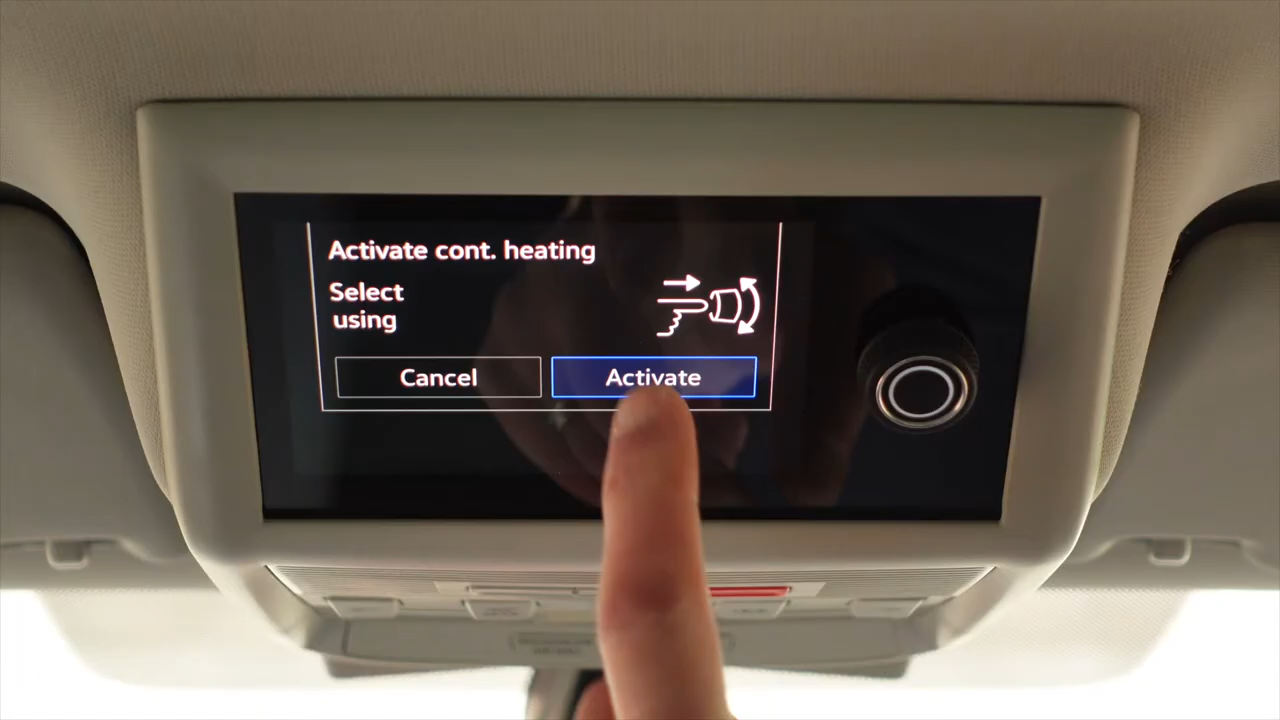 Activate cont. heating
Select
using
Cancel
Activate